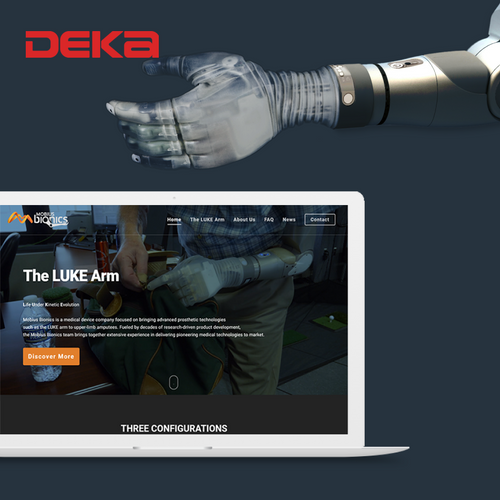 DEKA
MOBIUS
bionics
Home The LUKE Arm About Us FAQ News Contact
The LUKE Arm
Life Under Kinetic Evolution
Mobius Bionics is a medical device company focused on bringing advanced prosthetic technologies
such as the LUKE arm to upper-limb amputees. Fueled by decades of research-driven product development,
the Mobius Bionics team brings together extensive experience in delivering pioneering medical technologies to market.
Discover More
THREE CONFIGURATIONS